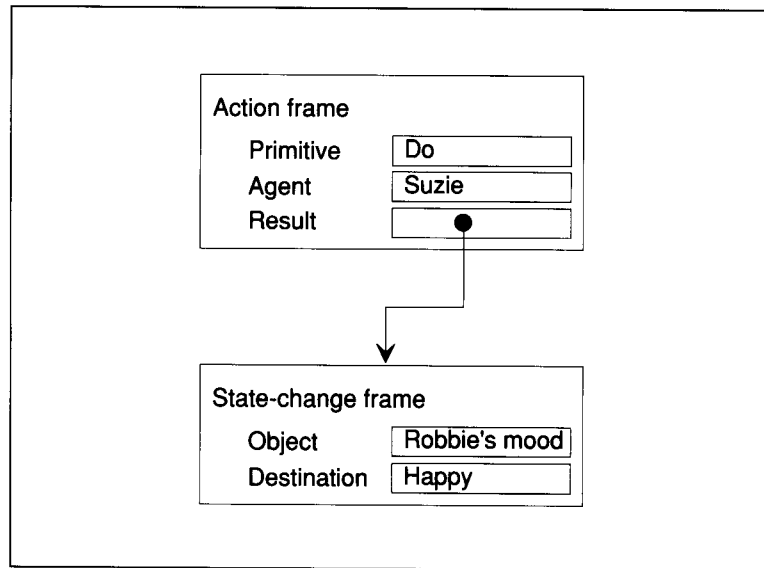 Action frame
Primitive Do
Agent Suzie
Result
State-change frame
Object Robbie's mood
Destination Happy